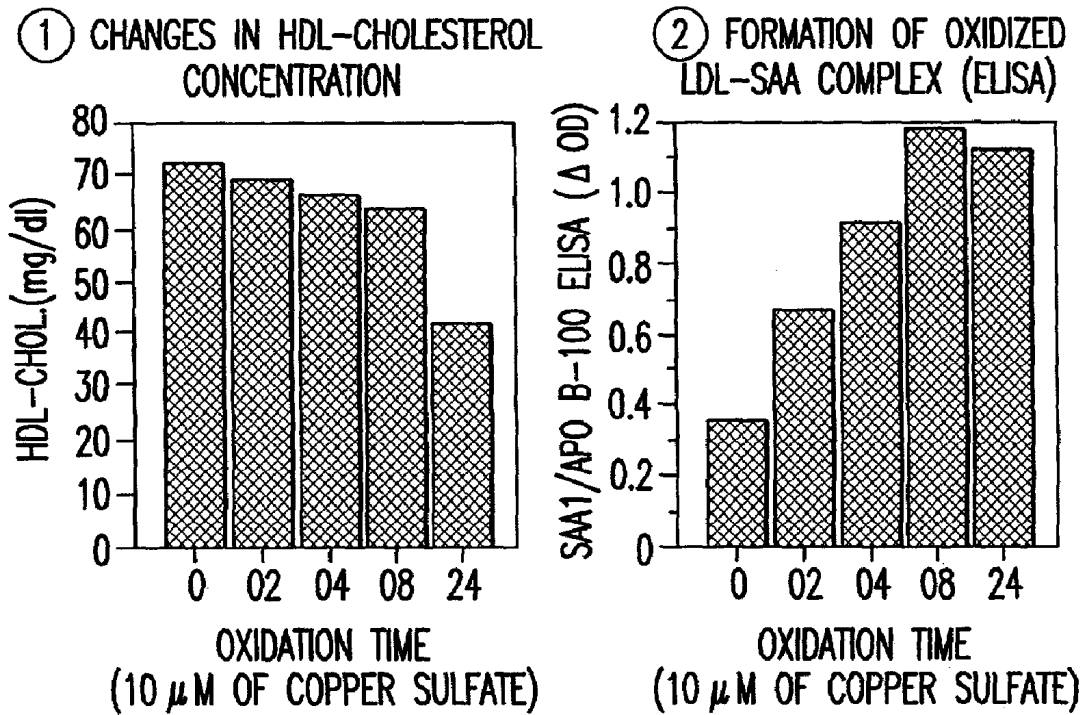 1 CHANGES IN HDL-CHOLESTEROL
CONCENTRATION
HDL-CHOL.(mg/dl)
80
70
60
50
40
30
20
10
0
0 02 04 08 24
OXIDATION TIME
(10 μM OF COPPER SULFATE)
2 FORMATION OF OXIDIZED
LDL-SAA COMPLEX (ELISA)
SAA1/APO B-100 ELISA (Δ OD)
1.2
1.0
0.8
0.6
0.4
0.2
0
0 02 04 08 24
OXIDATION TIME
(10 μM OF COPPER SULFATE)